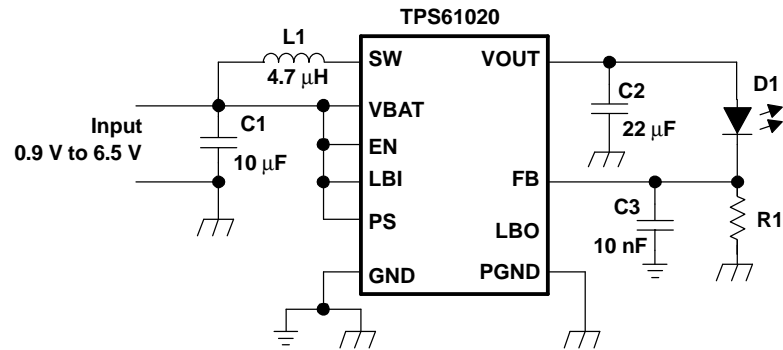 TPS61020
L1
4.7 μH
SW
VOUT
VBAT
EN
LBI
PS
GND
FB
LBO
PGND
Input
0.9 V to 6.5 V
C1
10 μF
C2
22 μF
D1
C3
10 nF
R1